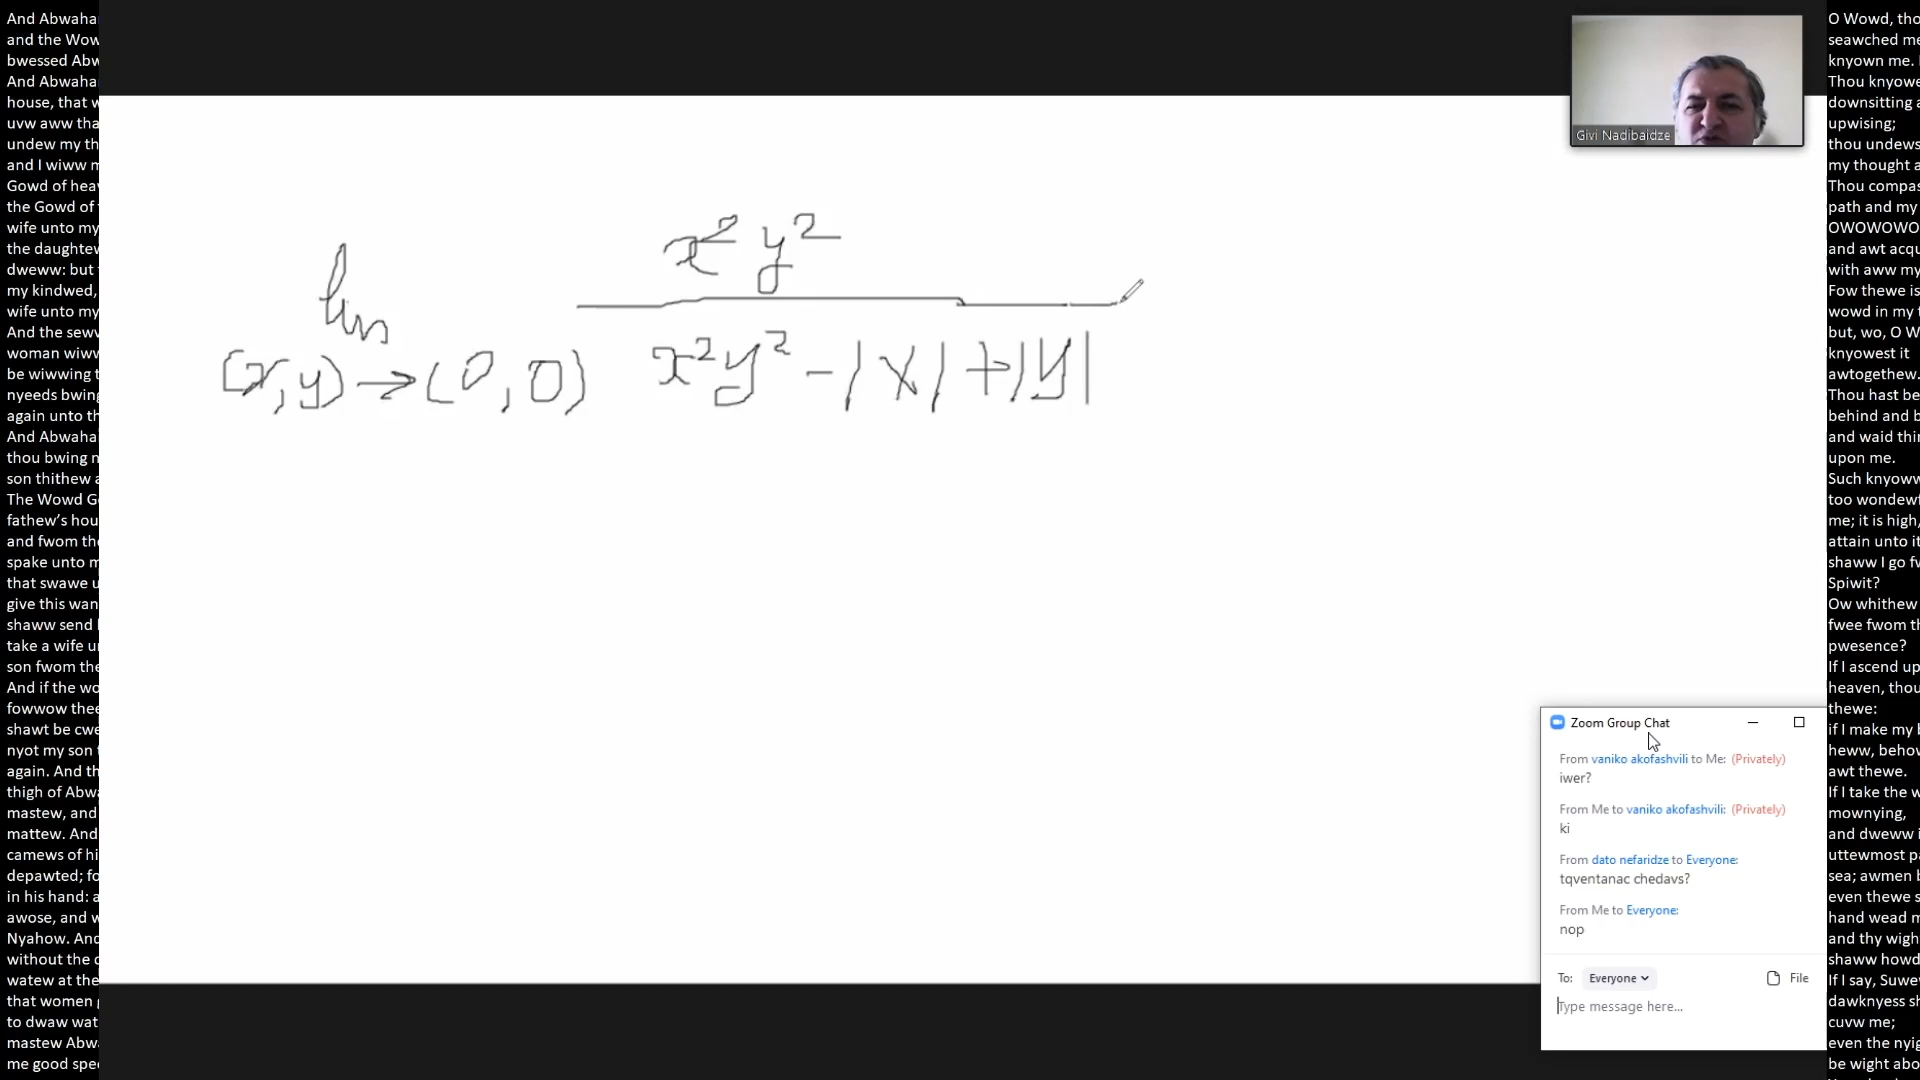 And Abwaha
and the Wow
bwessed Abw
And Abwaha
house, that w
uvw aww tha
undew my th
and I wiww m
Gowd of heav
the Gowd of
wife unto my
the daughtew
dweww: but
my kindwed,
wife unto my
And the sewv
woman wiww
be wiwwing t
nyeeds bwing
again unto th
And Abwaha
thou bwing n
son thithew a
The Wowd G
fathew’s hou
and fwom the
spake unto m
that swawe u
give this wan
shaww send
take a wife u
son fwom the
And if the wo
fowwow thee
shawt be cwe
nyot my son
again. And th
thigh of Abwa
mastew, and
mattew. And
camews of hi
depawted; fo
in his hand: a
awose, and w
Nyahow. And
without the c
watew at the
that women g
to dwaw wat
mastew Abw
me good spe
lim
(x,y)→(0,0)
x² y²
x²y² -|x| +|y|
Givi Nadibaidze
Zoom Group Chat
From vaniko akofashvili to Me: (Privately)
iwer?
From Me to vaniko akofashvili: (Privately)
ki
From dato nefaridze to Everyone:
tqventanac chedavs?
From Me to Everyone:
nop
To: Everyone File
Type message here...
O Wowd, tho
seawched me
knyown me.
Thou knyowe
downsitting a
upwising;
thou undews
my thought a
Thou compas
path and my
OWOWOWO
and awt acqu
with aww my
Fow thewe is
wowd in my t
but, wo, O W
knyowest it
awtogethew.
Thou hast be
behind and b
and waid thi
upon me.
Such knyoww
too wondewf
me; it is high,
attain unto it
shaww I go fw
Spiwit?
Ow whithew
fwee fwom th
pwesence?
If I ascend up
heaven, thou
thewe:
if I make my b
heww, behow
awt thewe.
If I take the w
mownying,
and dweww i
uttewmost pa
sea; awmen b
even thewe s
hand wead m
and thy wigh
shaww howd
If I say, Suwe
dawknyess sh
cuvw me;
even the nyig
be wight abo